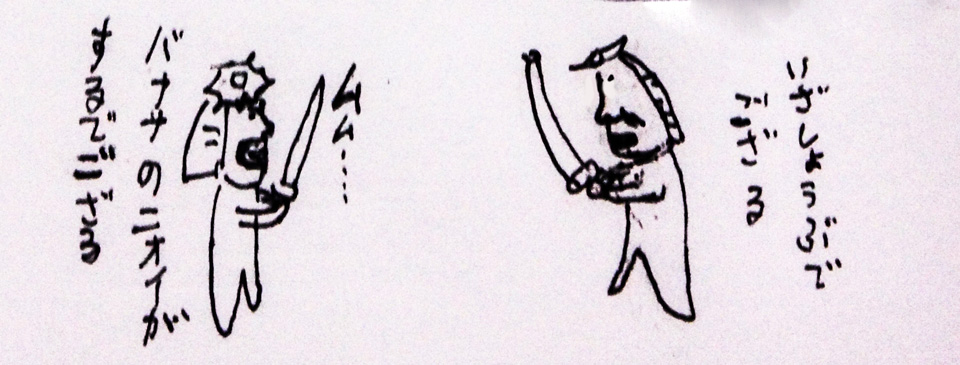 いざしょうぶで
ござる
ムム……
バナナのニオイが
するでござる